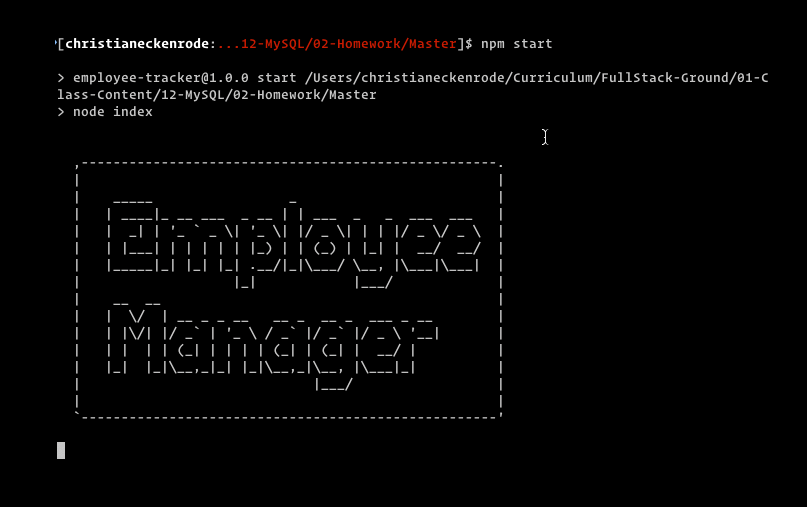 [christianeckenrode:...12-MySQL/02-Homework/Master]$ npm start
> employee-tracker@1.0.0 start /Users/christianeckenrode/Curriculum/FullStack-Ground/01-C
lass-Content/12-MySQL/02-Homework/Master
> node index
Employee
Manager